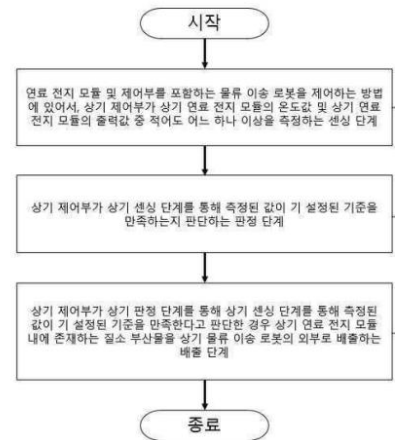 시작
연료 전지 모듈 및 제어부를 포함하는 물류 이송 로봇을 제어하는 방법
에 있어서, 상기 제어부가 상기 연료 전지 모듈의 온도값 및 상기 연료
전지 모듈의 출력값 중 적어도 어느 하나 이상을 측정하는 센싱 단계
상기 제어부가 상기 센싱 단계를 통해 측정된 값이 기 설정된 기준을
만족하는지 판단하는 판정 단계
상기 제어부가 상기 판정 단계를 통해 상기 센싱 단계를 통해 측정된
값이 기 설정된 기준을 만족한다고 판단한 경우 상기 연료 전지 모듈
내에 존재하는 질소 부산물을 상기 물류 이송 로봇의 외부로 배출하는
배출 단계
종료